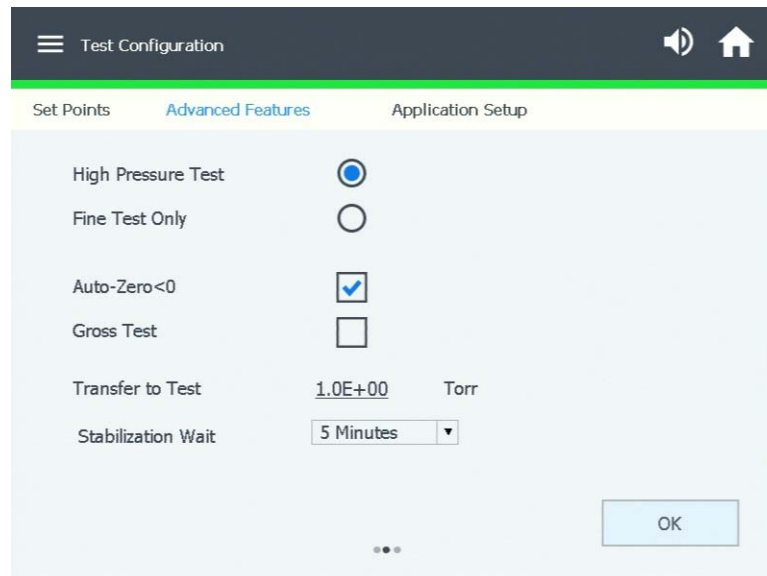 Test Configuration
Set Points Advanced Features Application Setup
High Pressure Test
Fine Test Only
Auto-Zero<0
Gross Test
Transfer to Test 1.0E+00 Torr
Stabilization Wait 5 Minutes
OK